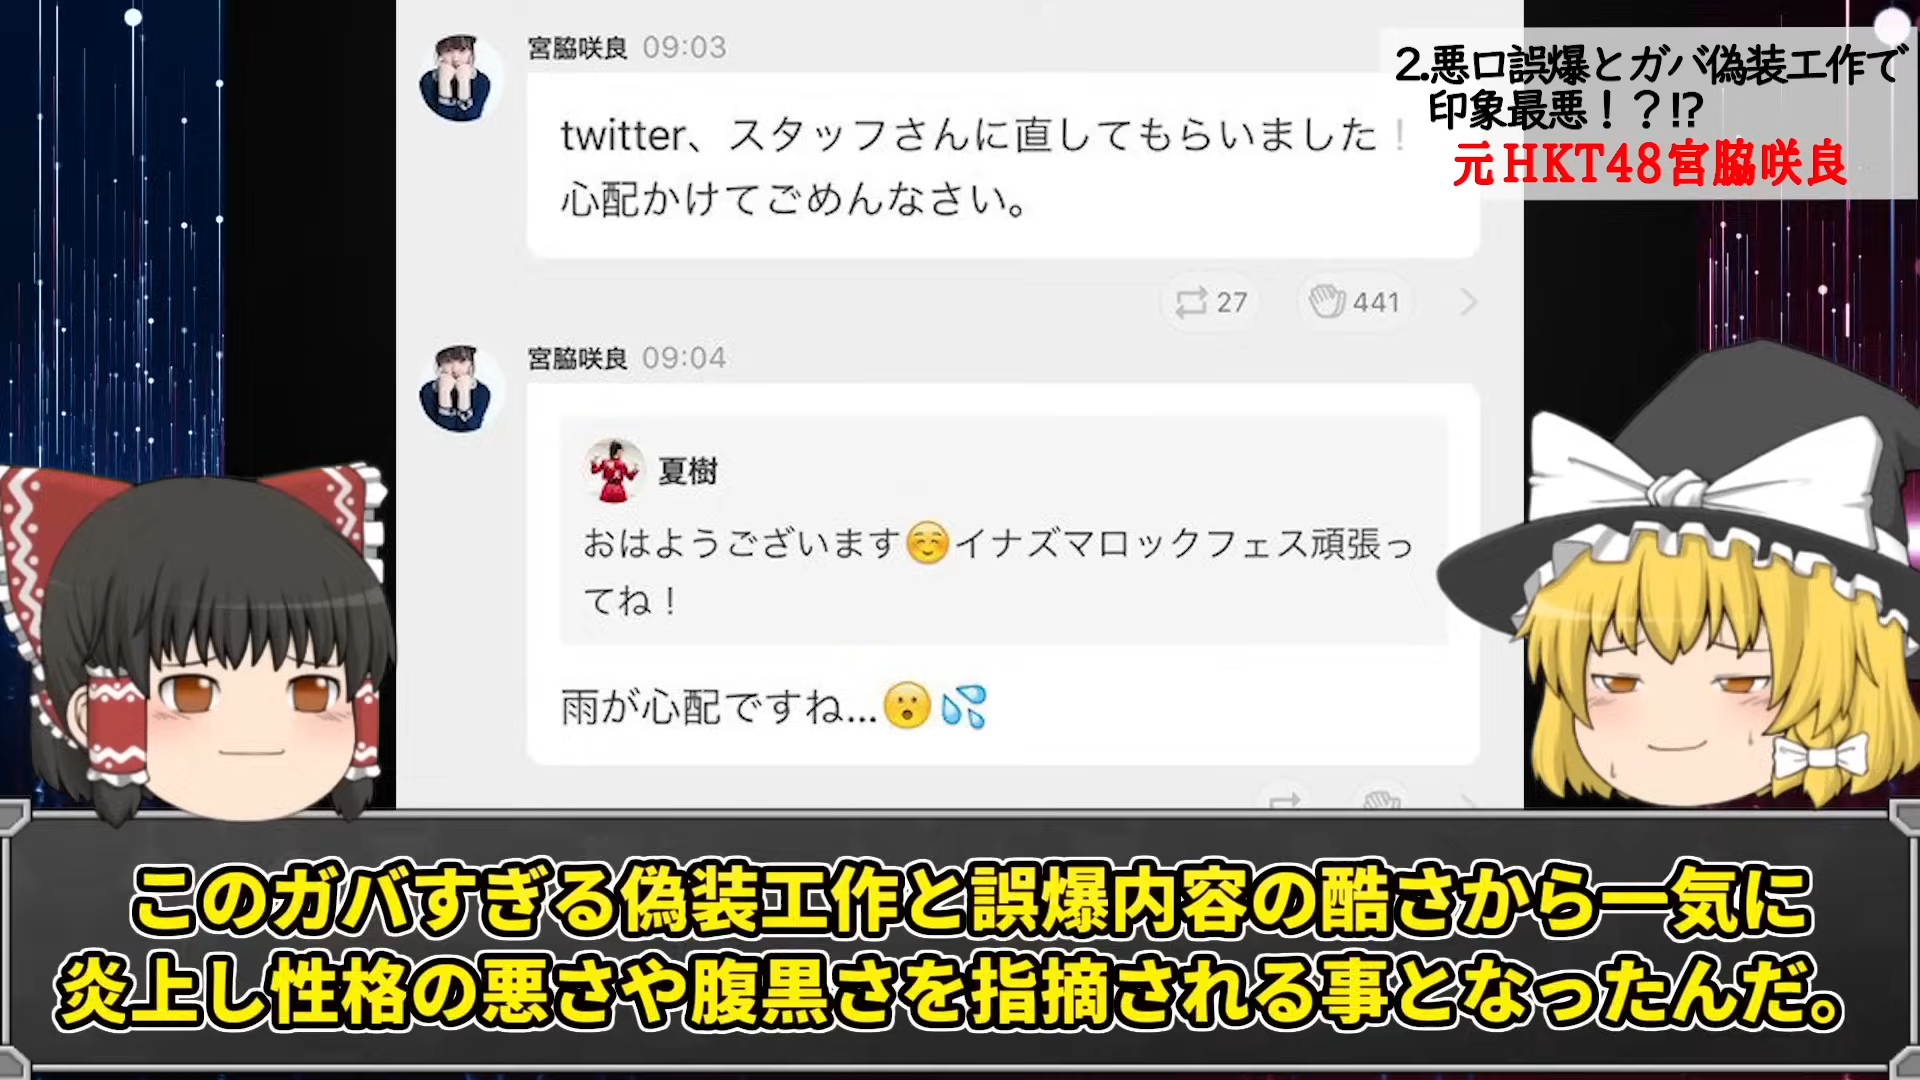 宮脇咲良 09:03
twitter、スタッフさんに直してもらいました！
心配かけてごめんなさい。
27 441
2.悪口誤爆とガバ偽装工作で
印象最悪！？!?
元HKT48宮脇咲良
宮脇咲良 09:04
夏樹
おはようございます☺️イナズマロックフェス頑張っ
てね！
雨が心配ですね...😮💦
このガバすぎる偽装工作と誤爆内容の酷さから一気に
炎上し性格の悪さや腹黒さを指摘される事となったんだ。